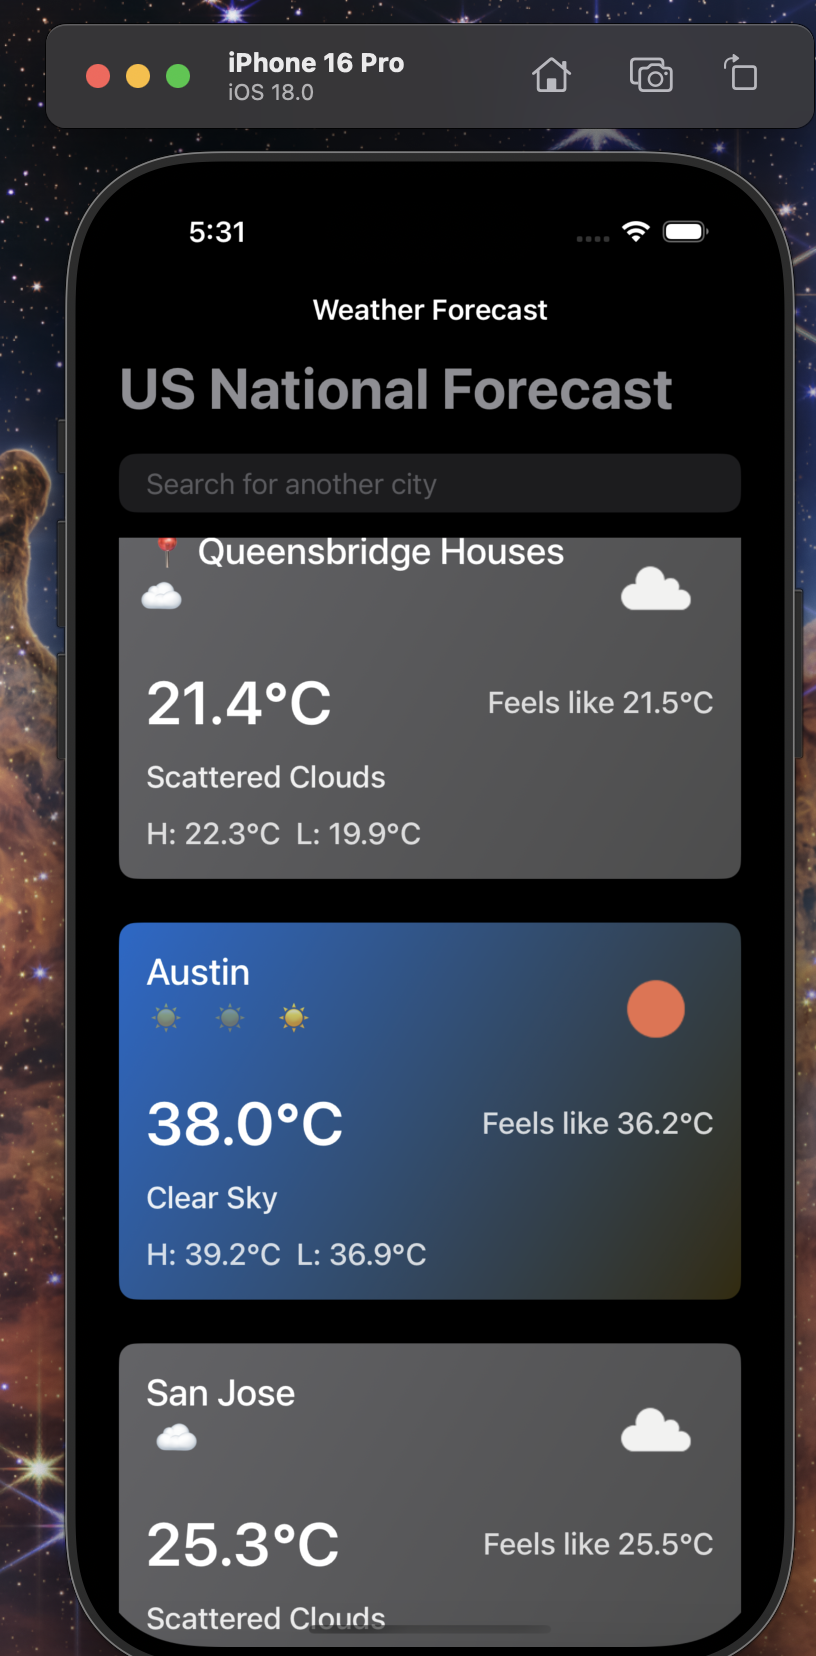 iPhone 16 Pro
iOS 18.0
5:31
Weather Forecast
US National Forecast
Search for another city
Queensbridge Houses
21.4°C
Feels like 21.5°C
Scattered Clouds
H: 22.3°C L: 19.9°C
Austin
38.0°C
Feels like 36.2°C
Clear Sky
H: 39.2°C L: 36.9°C
San Jose
25.3°C
Feels like 25.5°C
Scattered Clouds